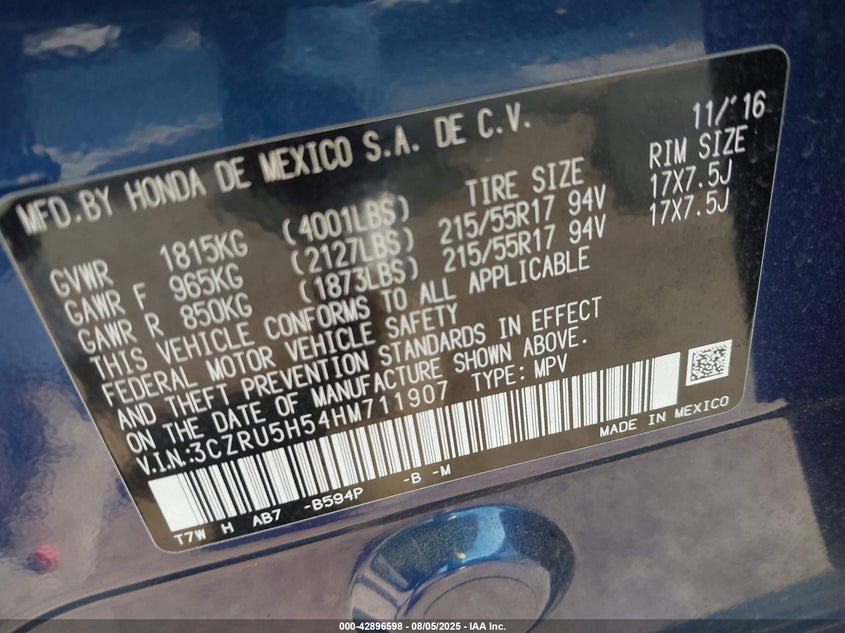 MFD.BY HONDA DE MEXICO S.A. DE C.V. 11/'16
TIRE SIZE RIM SIZE
GVWR 1815KG (4001LBS)
GAWR F 965KG (2127LBS) 215/55R17 94V 17X7.5J
GAWR R 850KG (1873LBS) 215/55R17 94V 17X7.5J
THIS VEHICLE CONFORMS TO ALL APPLICABLE
FEDERAL MOTOR VEHICLE SAFETY
AND THEFT PREVENTION STANDARDS IN EFFECT
ON THE DATE OF MANUFACTURE SHOWN ABOVE.
V.I.N:3CZRU5H54HM711907 TYPE: MPV
MADE IN MEXICO
T7W H AB7 -B594P -B -M
000-42896598 - 08/05/2025 - IAA Inc.